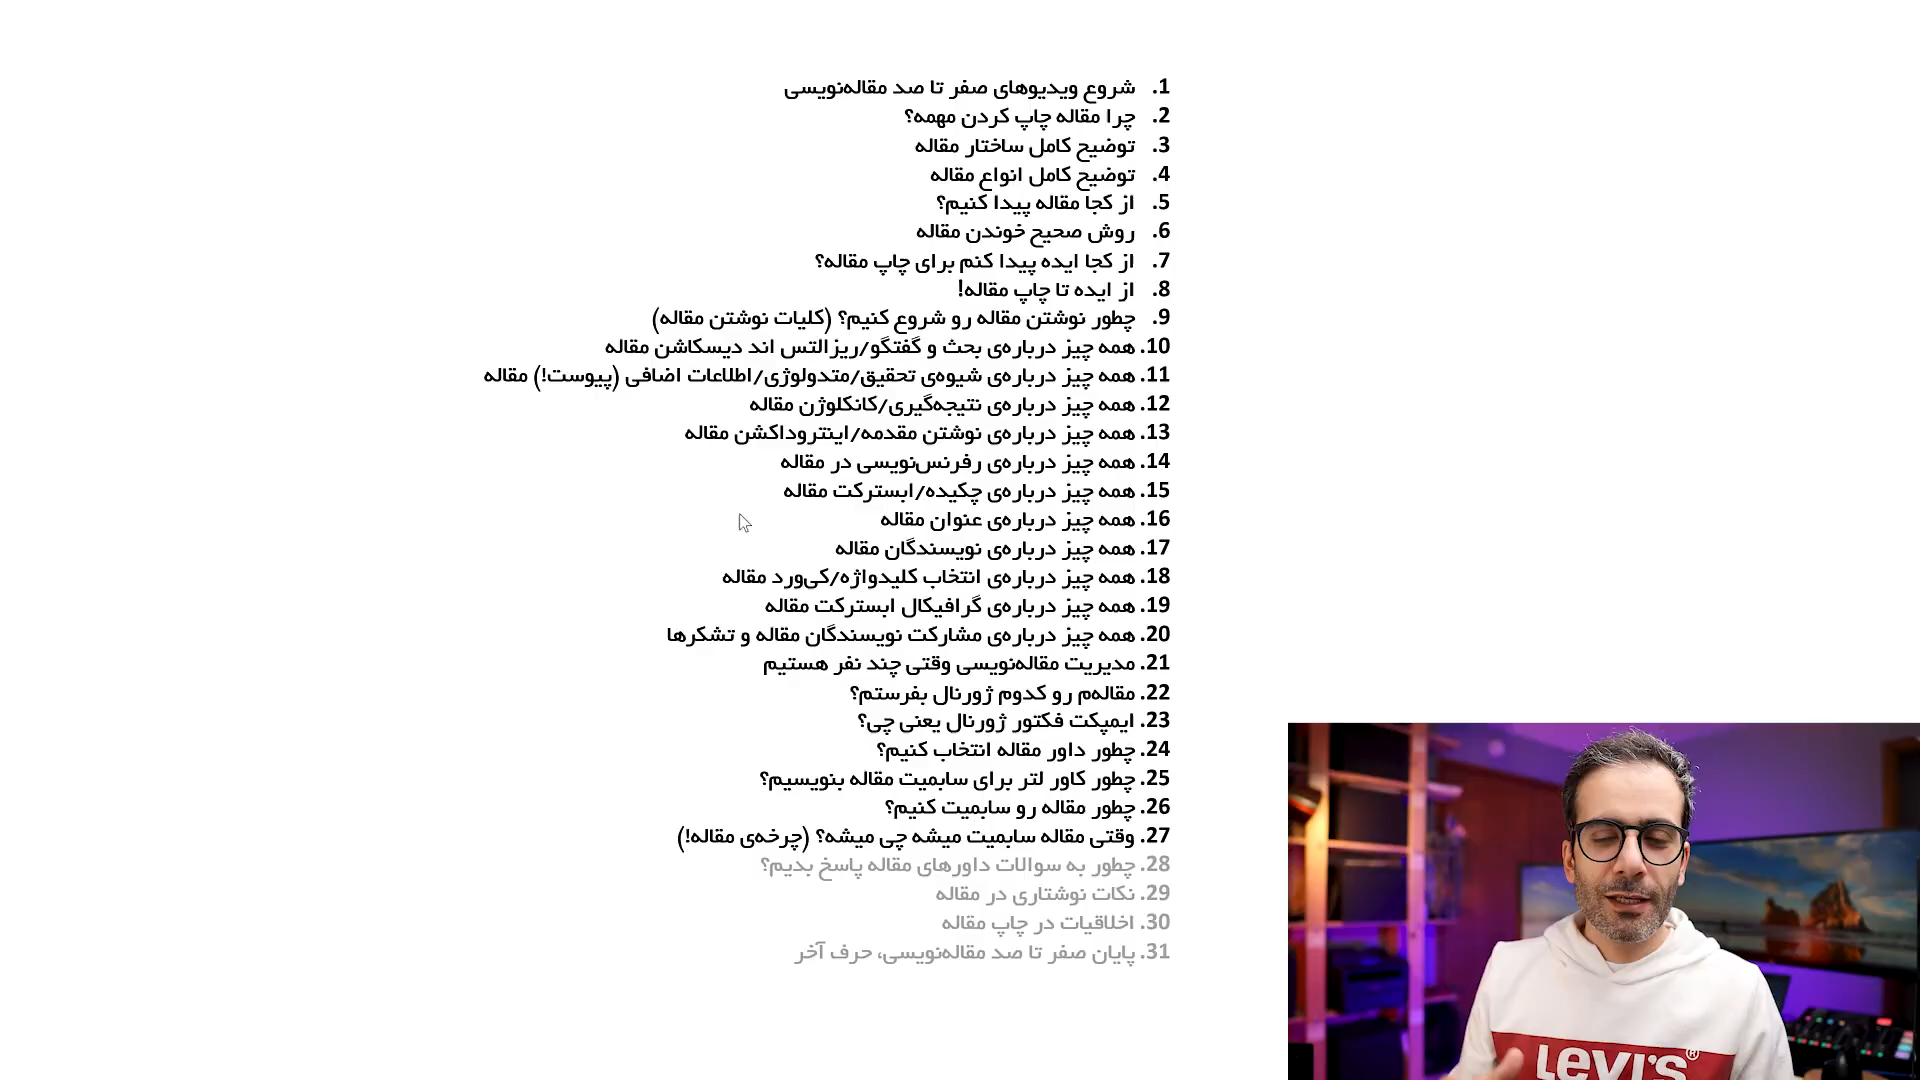 1. شروع ویدیوهای صفر تا صد مقاله‌نویسی
2. چرا مقاله چاپ کردن مهمه؟
3. توضیح کامل ساختار مقاله
4. توضیح کامل انواع مقاله
5. از کجا مقاله پیدا کنیم؟
6. روش صحیح خوندن مقاله
7. از کجا ایده پیدا کنم برای چاپ مقاله؟
8. از ایده تا چاپ مقاله!
9. چطور نوشتن مقاله رو شروع کنیم؟ (کلیات نوشتن مقاله)
10. همه چیز درباره‌ی بحث و گفتگو/ریزالتس اند دیسکاشن مقاله
11. همه چیز درباره‌ی شیوه‌ی تحقیق/متدولوژی/اطلاعات اضافی (پیوست!) مقاله
12. همه چیز درباره‌ی نتیجه‌گیری/کانکلوژن مقاله
13. همه چیز درباره‌ی نوشتن مقدمه/اینتروداکشن مقاله
14. همه چیز درباره‌ی رفرنس‌نویسی در مقاله
15. همه چیز درباره‌ی چکیده/ابسترکت مقاله
16. همه چیز درباره‌ی عنوان مقاله
17. همه چیز درباره‌ی نویسندگان مقاله
18. همه چیز درباره‌ی انتخاب کلیدواژه/کی‌ورد مقاله
19. همه چیز درباره‌ی گرافیکال ابسترکت مقاله
20. همه چیز درباره‌ی مشارکت نویسندگان مقاله و تشکرها
21. مدیریت مقاله‌نویسی وقتی چند نفر هستیم
22. مقاله‌م رو کدوم ژورنال بفرستم؟
23. ایمپکت فکتور ژورنال یعنی چی؟
24. چطور داور مقاله انتخاب کنیم؟
25. چطور کاور لتر برای سابمیت مقاله بنویسیم؟
26. چطور مقاله رو سابمیت کنیم؟
27. وقتی مقاله سابمیت میشه چی میشه؟ (چرخه‌ی مقاله!)
28. چطور به سوالات داورهای مقاله پاسخ بدیم؟
29. نکات نوشتاری در مقاله
30. اخلاقیات در چاپ مقاله
31. پایان صفر تا صد مقاله‌نویسی، حرف آخر
Levi's®